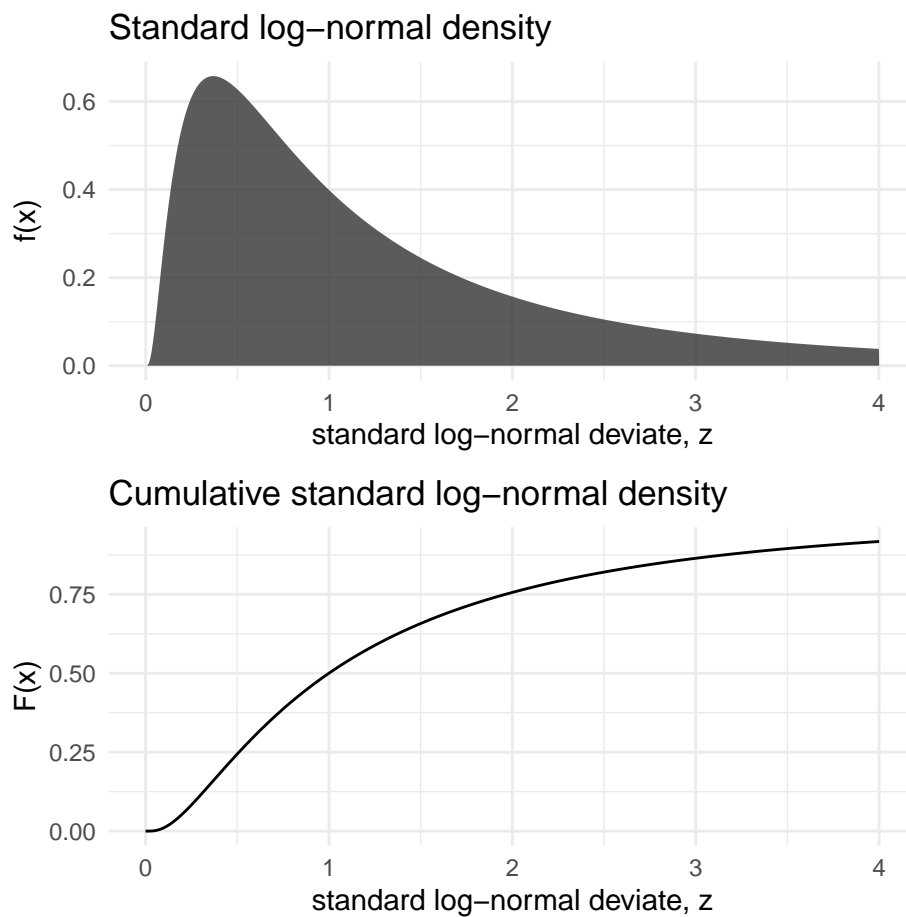 Standard log−normal density
f(x)
0.6
0.4
0.2
0.0
0 1 2 3 4
standard log−normal deviate, z
Cumulative standard log−normal density
F(x)
0.75
0.50
0.25
0.00
0 1 2 3 4
standard log−normal deviate, z